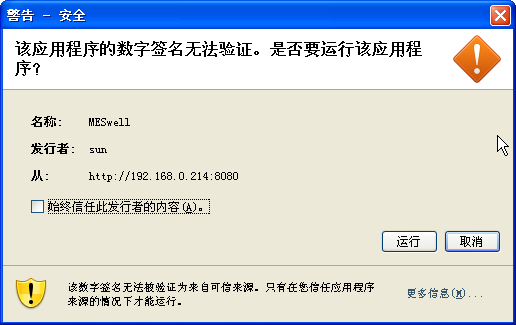 警告 - 安全
该应用程序的数字签名无法验证。是否要运行该应用程
序?
名称: MESwell
发行者: sun
从: http://192.168.0.214:8080
始终信任此发行者的内容(A)。
运行 取消
该数字签名无法被验证为来自可信来源。只有在您信任应用程序
来源的情况下才能运行。
更多信息(M)...